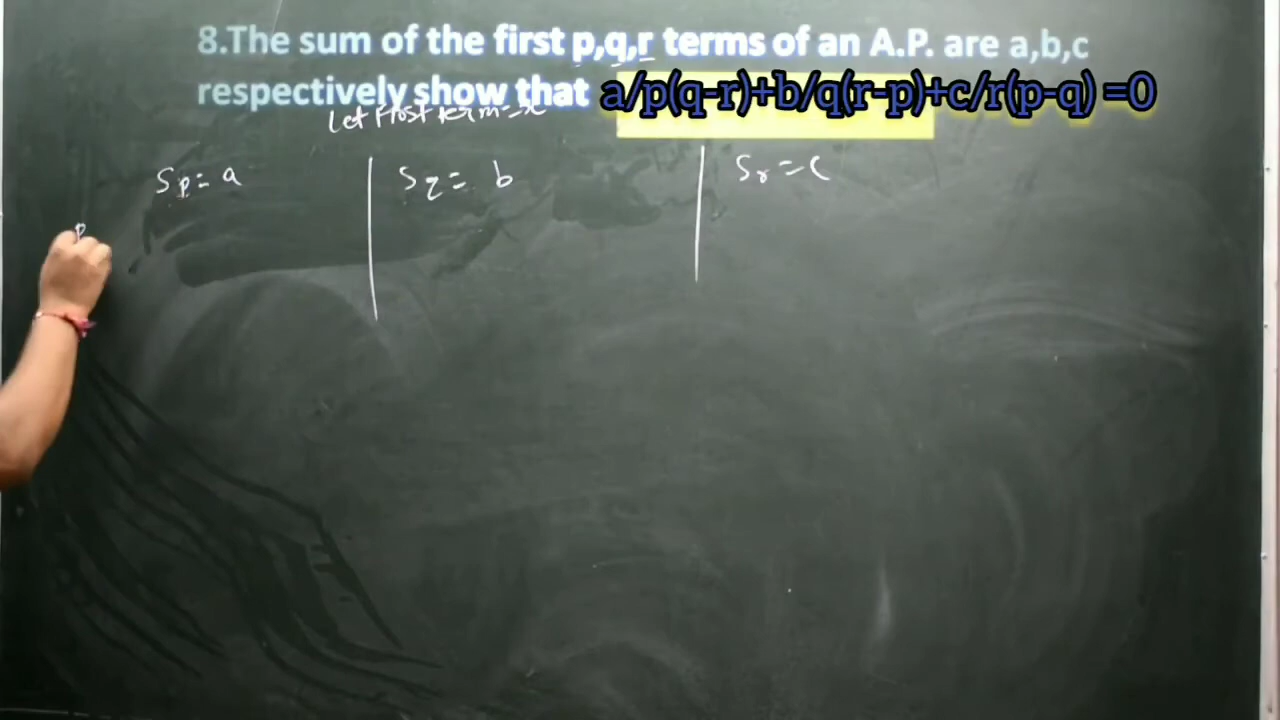 8.The sum of the first p,q,r terms of an A.P. are a,b,c
respectively show that a/p(q-r)+b/q(r-p)+c/r(p-q) =0
Let First term=x
Sp= a
Sq= b
Sr=c
P